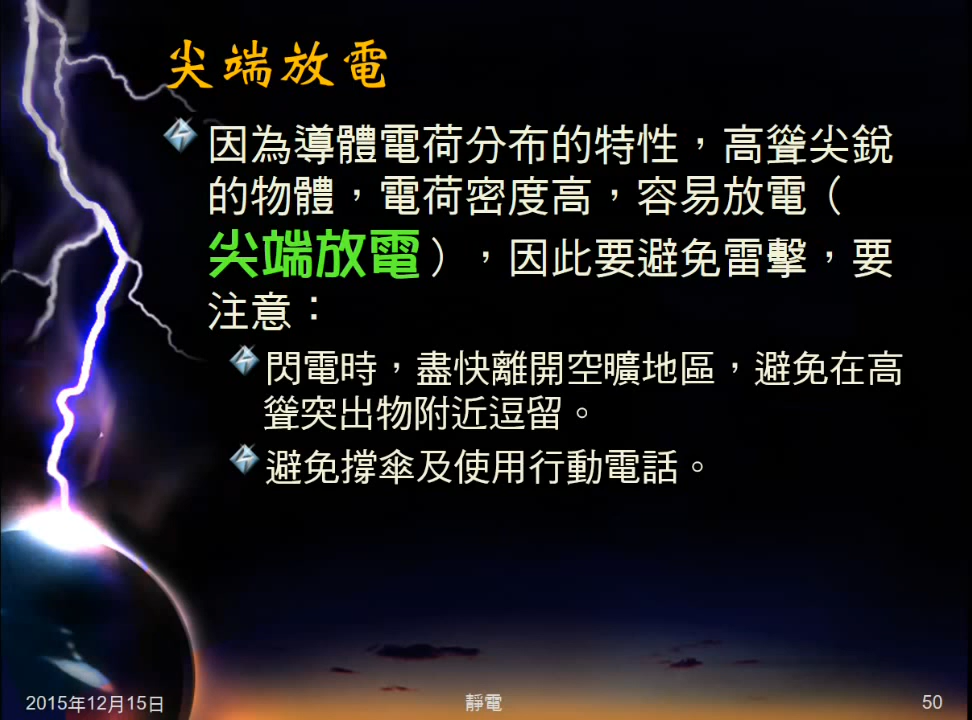 尖端放電
因為導體電荷分布的特性，高聳尖銳
的物體，電荷密度高，容易放電（
尖端放電），因此要避免雷擊，要
注意：
閃電時，盡快離開空曠地區，避免在高
聳突出物附近逗留。
避免撐傘及使用行動電話。
2015年12月15日
靜電
50